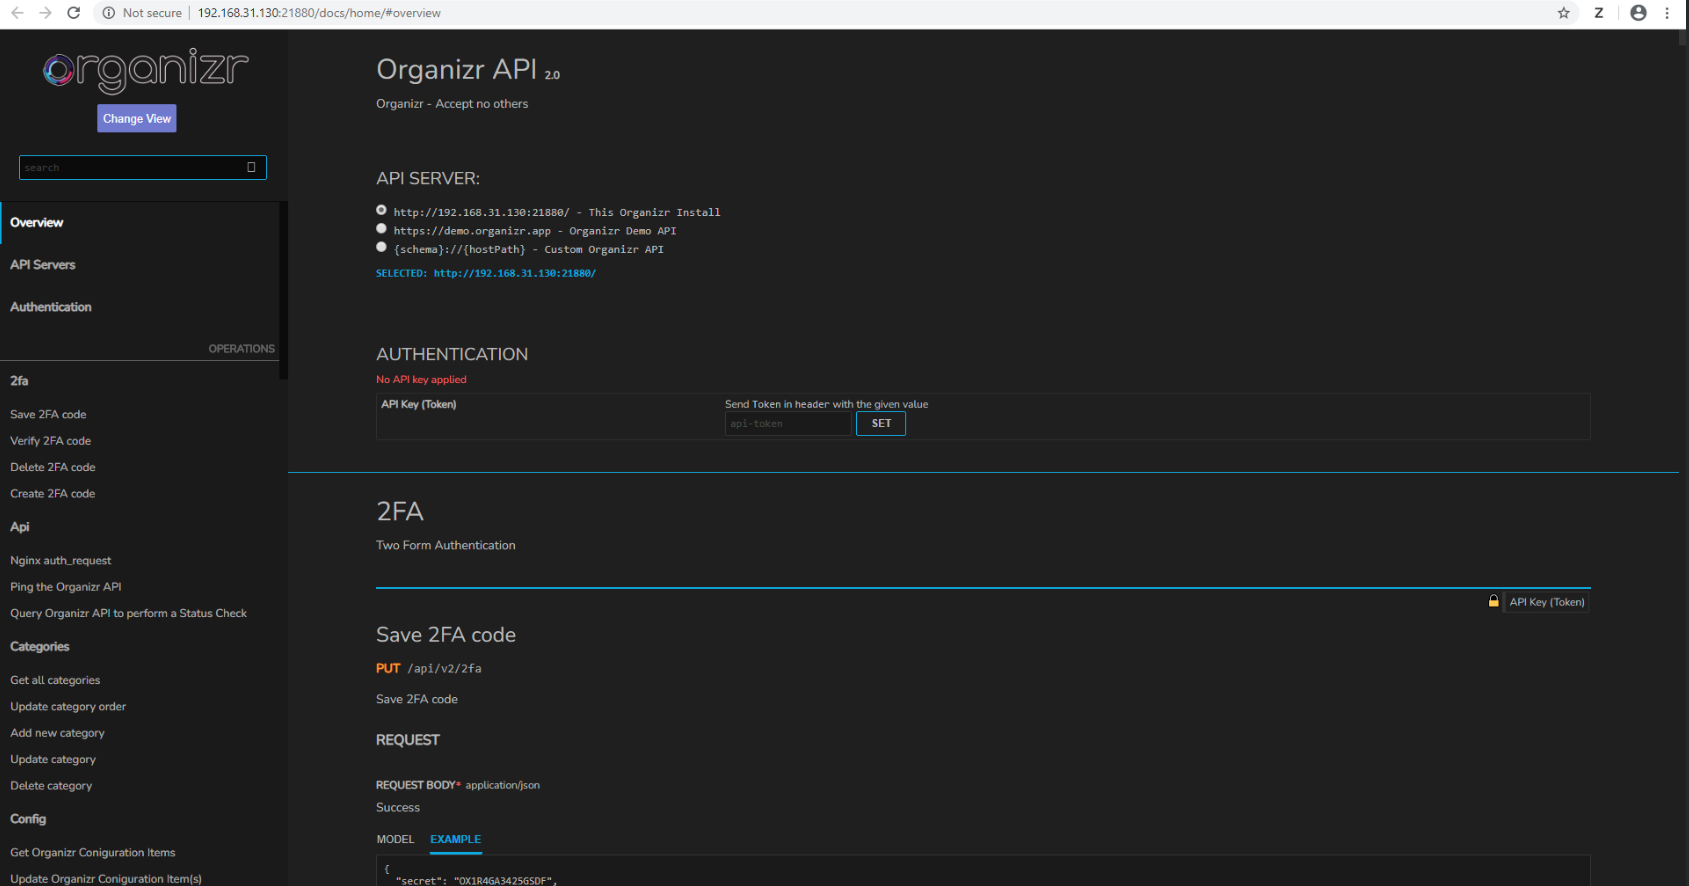 Not secure | 192.168.31.130:21880/docs/home/#overview
Z
organizr
Change View
search
Overview
API Servers
Authentication
OPERATIONS
2fa
Save 2FA code
Verify 2FA code
Delete 2FA code
Create 2FA code
Api
Nginx auth_request
Ping the Organizr API
Query Organizr API to perform a Status Check
Categories
Get all categories
Update category order
Add new category
Update category
Delete category
Config
Get Organizr Coniguration Items
Update Organizr Coniguration Item(s)
Organizr API 2.0
Organizr - Accept no others
API SERVER:
http://192.168.31.130:21880/ - This Organizr Install
https://demo.organizr.app - Organizr Demo API
{schema}://{hostPath} - Custom Organizr API
SELECTED: http://192.168.31.130:21880/
AUTHENTICATION
No API key applied
API Key (Token)
Send Token in header with the given value
api-token
SET
2FA
Two Form Authentication
API Key (Token)
Save 2FA code
PUT /api/v2/2fa
Save 2FA code
REQUEST
REQUEST BODY* application/json
Success
MODEL EXAMPLE
{
"secret": "OX1R4GA3425GSDF",